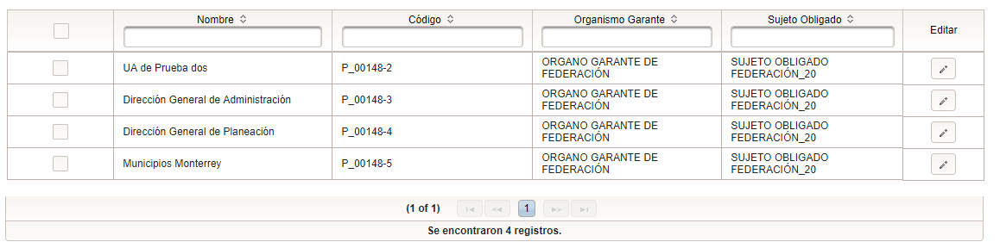 Nombre Código Organismo Garante Sujeto Obligado Editar
UA de Prueba dos P_00148-2 ORGANO GARANTE DE SUJETO OBLIGADO
FEDERACIÓN FEDERACIÓN_20
Dirección General de Administración P_00148-3 ORGANO GARANTE DE SUJETO OBLIGADO
FEDERACIÓN FEDERACIÓN_20
Dirección General de Planeación P_00148-4 ORGANO GARANTE DE SUJETO OBLIGADO
FEDERACIÓN FEDERACIÓN_20
Municipios Monterrey P_00148-5 ORGANO GARANTE DE SUJETO OBLIGADO
FEDERACIÓN FEDERACIÓN_20
(1 of 1) 1
Se encontraron 4 registros.